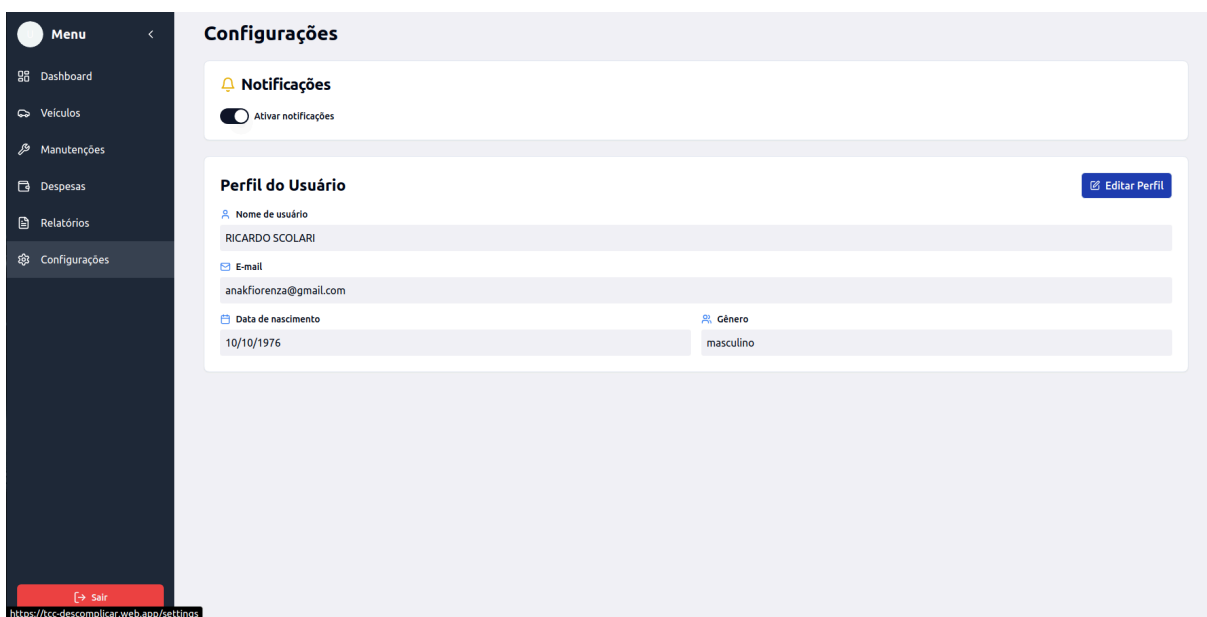 Menu
Dashboard
Veículos
Manutenções
Despesas
Relatórios
Configurações
Sair
https://tcc-descomplicar.web.app/settings
Configurações
Notificações
Ativar notificações
Perfil do Usuário
Editar Perfil
Nome de usuário
RICARDO SCOLARI
E-mail
anakfiorenza@gmail.com
Data de nascimento
Gênero
10/10/1976
masculino